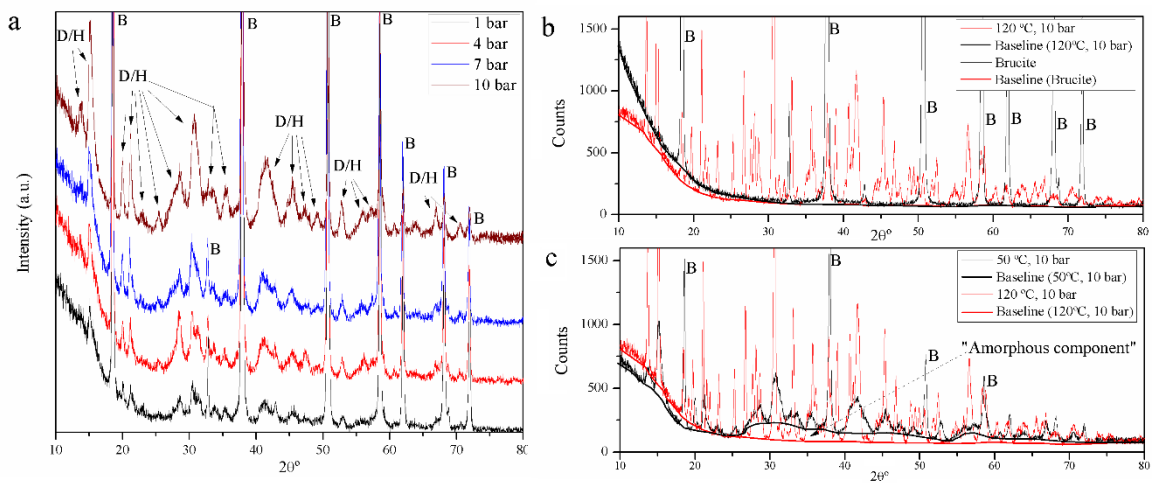 a
B
B
B
B
1 bar
4 bar
7 bar
10 bar
D/H
D/H
D/H
D/H
D/H
B
B
B
B
Intensity (a.u.)
10 20 30 40 50 60 70 80
2θ°
b
1500
1000
500
0
Counts
B
B
B
B
B
B
B
120 °C, 10 bar
Baseline (120°C, 10 bar)
Brucite
Baseline (Brucite)
10 20 30 40 50 60 70 80
c
1500
1000
500
0
Counts
B
B
B
B
50 °C, 10 bar
Baseline (50°C, 10 bar)
120 °C, 10 bar
Baseline (120°C, 10 bar)
"Amorphous component"
10 20 30 40 50 60 70 80
2θ°